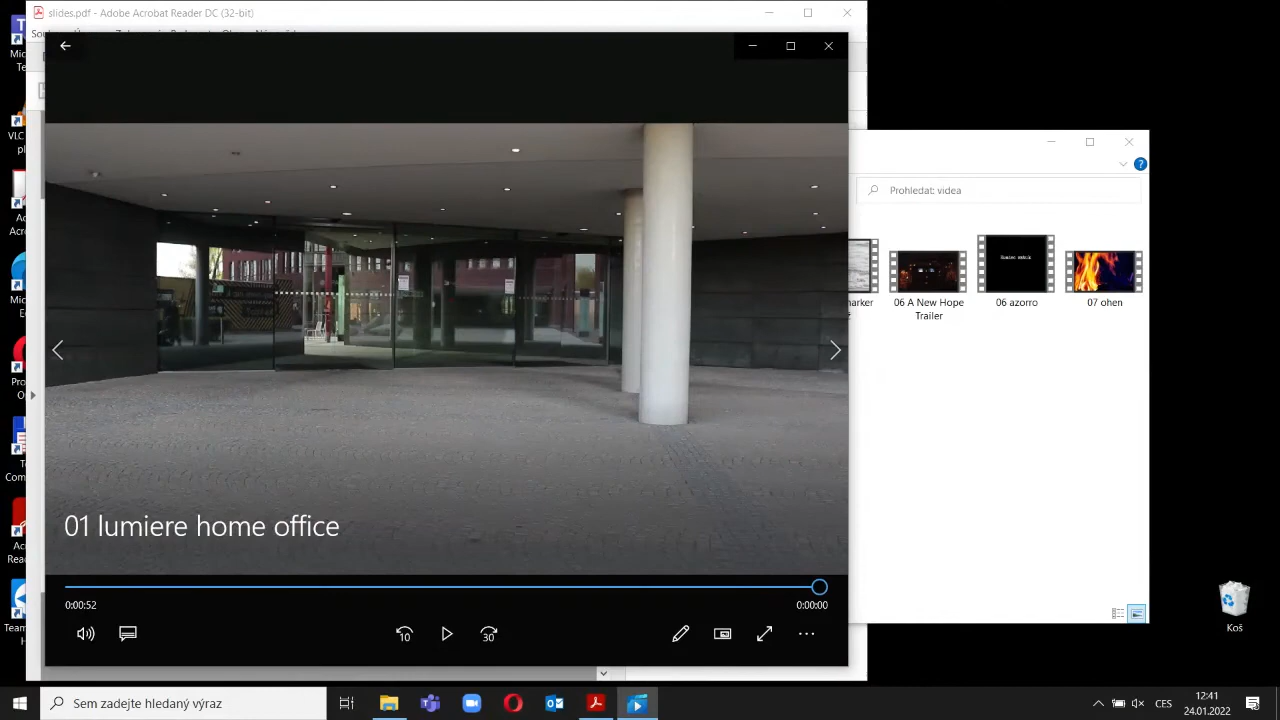 slides.pdf - Adobe Acrobat Reader DC (32-bit)
Prohledat: videa
06 A New Hope
Trailer
06 azorro
07 ohen
01 lumiere home office
0:00:52
0:00:00
10
30
Koš
Sem zadejte hledaný výraz
CES
12:41
24.01.2022